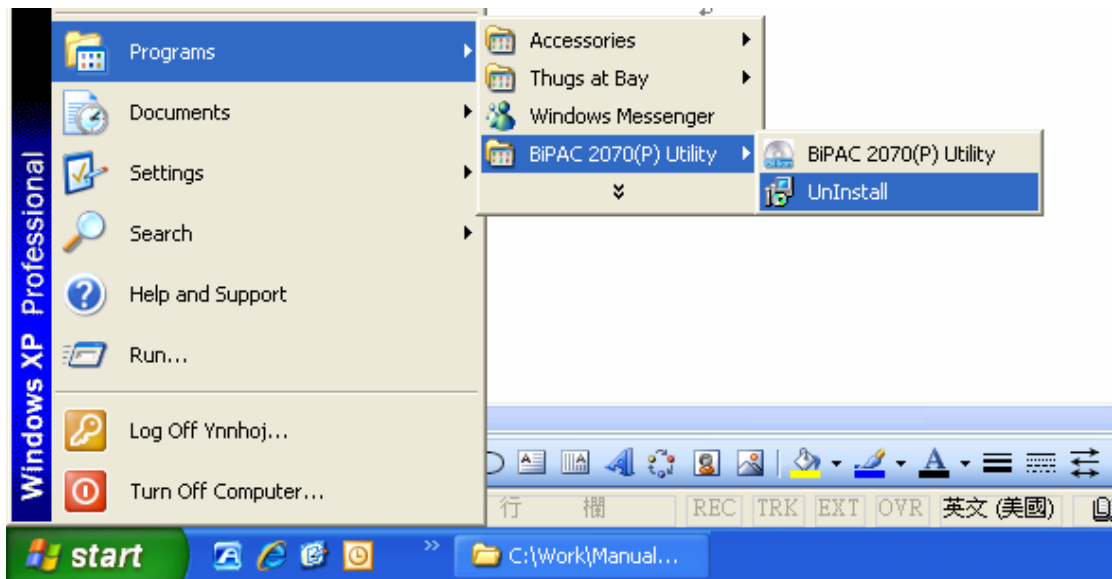 Programs
Documents
Settings
Search
Help and Support
Run...
Log Off Ynnhoj...
Turn Off Computer...
Windows XP Professional
Accessories
Thugs at Bay
Windows Messenger
BiPAC 2070(P) Utility
BiPAC 2070(P) Utility
UnInstall
行 欄 REC TRK EXT OVR 英文 (美國)
start
C:\Work\Manual...